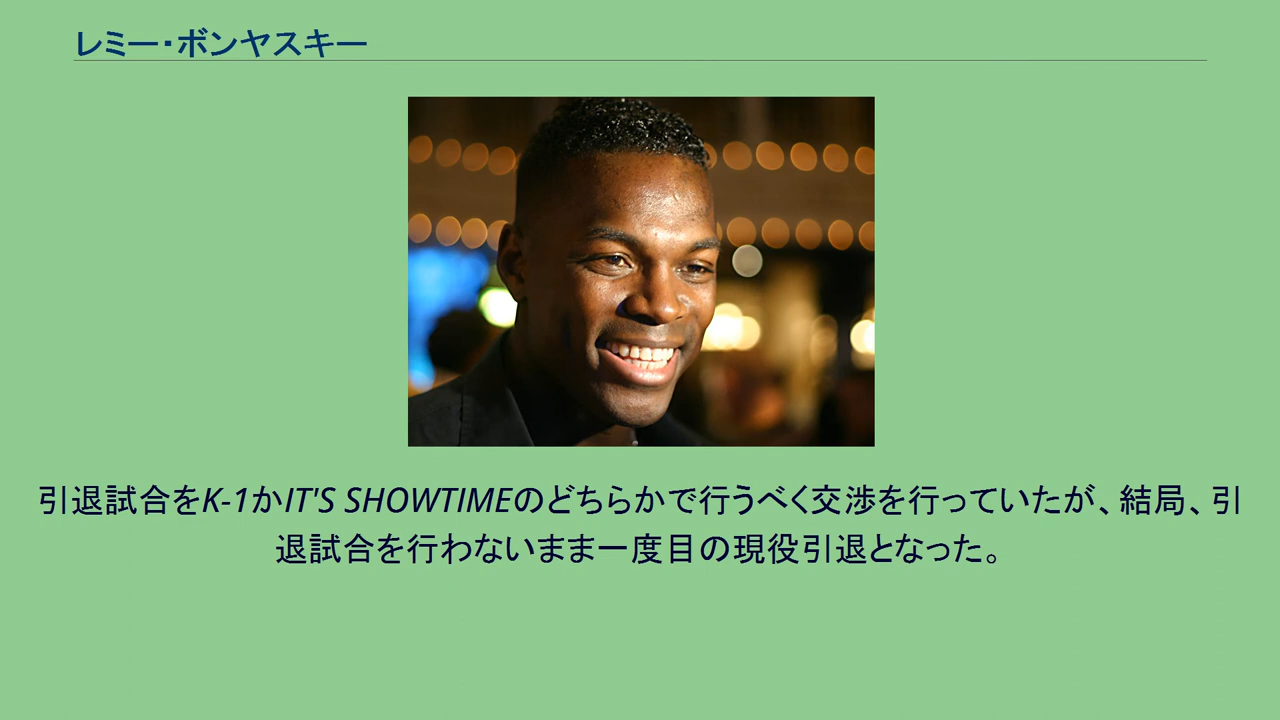 レミー・ボンヤスキー
引退試合をK-1かIT'S SHOWTIMEのどちらかで行うべく交渉を行っていたが、結局、引
退試合を行わないまま一度目の現役引退となった。